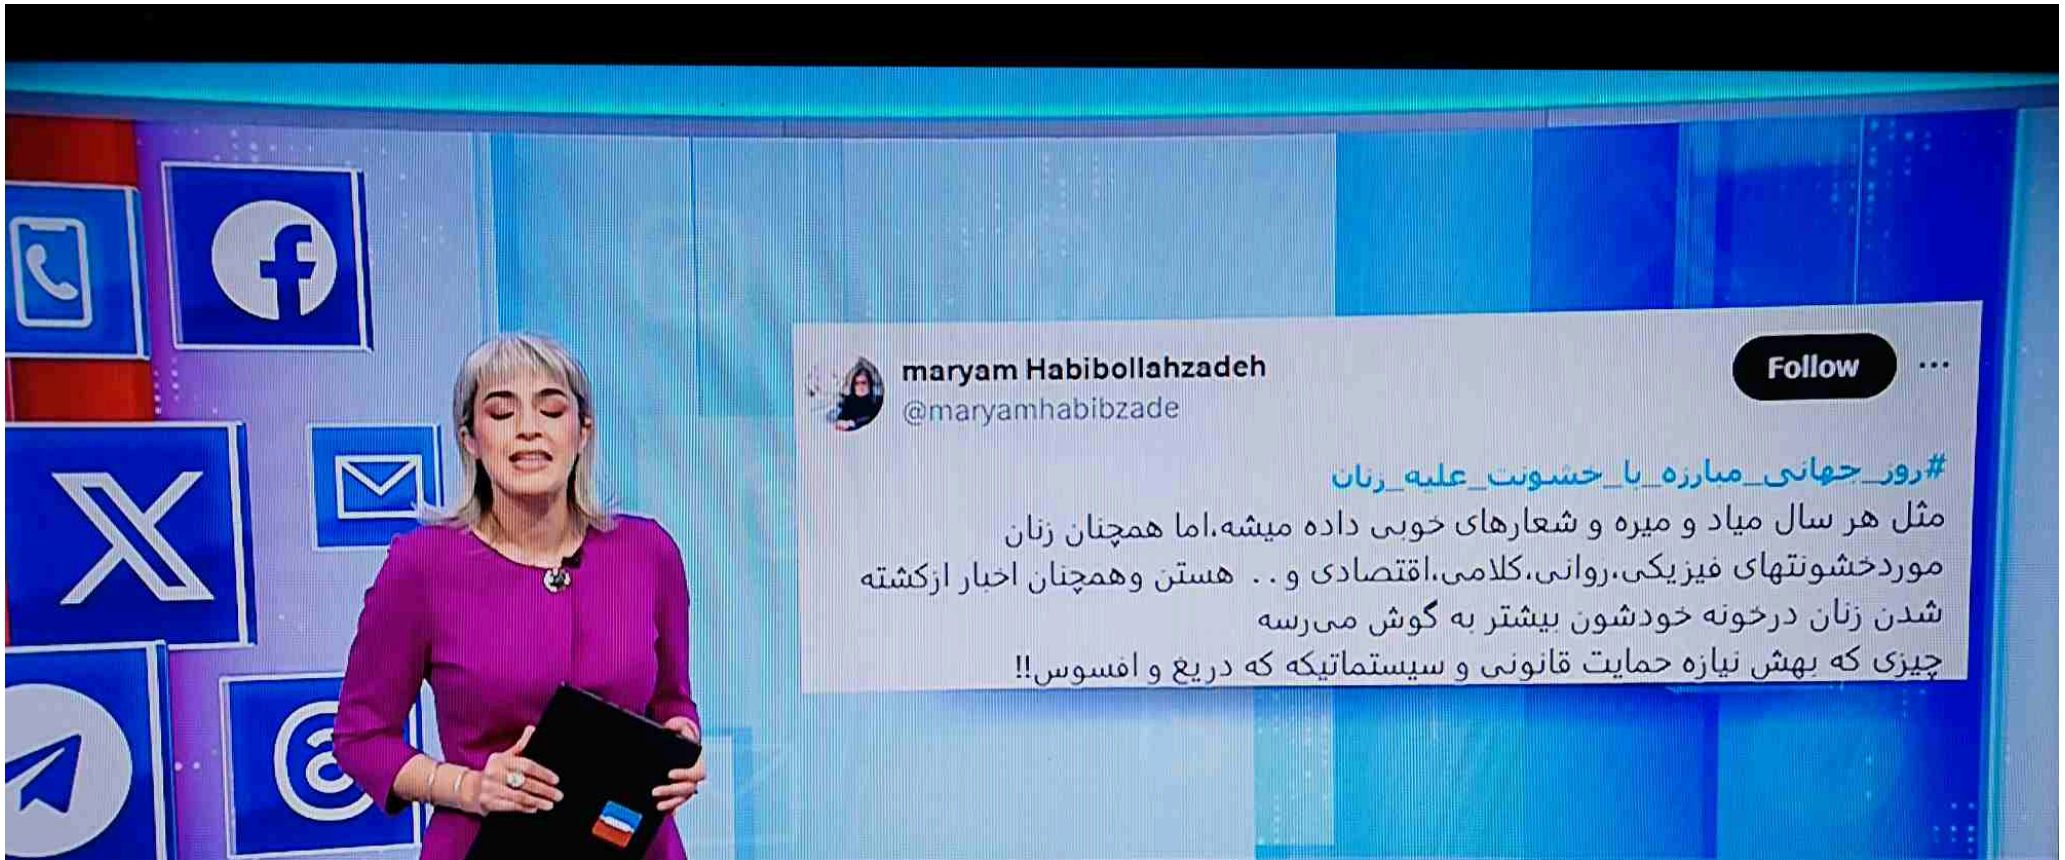 maryam Habibollahzadeh
Follow
@maryamhabibzade
#روز_جهانی_مبارزه_با_خشونت_علیه_زنان
مثل هر سال میاد و میره و شعارهای خوبی داده میشه،اما همچنان زنان
موردخشونتهای فیزیکی،روانی،کلامی،اقتصادی و . . هستن وهمچنان اخبار ازکشته
شدن زنان درخونه خودشون بیشتر به گوش می‌رسه
چیزی که بهش نیازه حمایت قانونی و سیستماتیکه که دریغ و افسوس!!